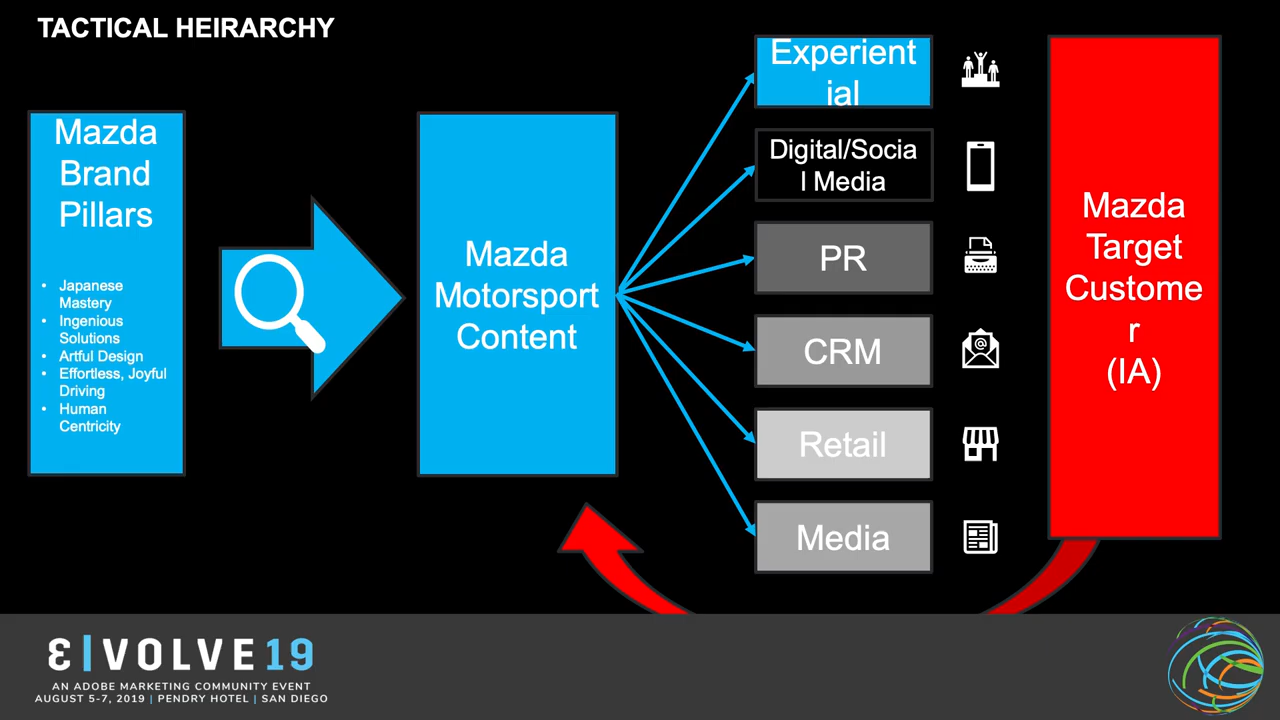 TACTICAL HEIRARCHY
Mazda
Brand
Pillars
• Japanese
Mastery
• Ingenious
Solutions
• Artful Design
• Effortless, Joyful
Driving
• Human
Centricity
Mazda
Motorsport
Content
Experient
ial
Digital/Socia
l Media
PR
CRM
@
Retail
Media
Mazda
Target
Custome
r
(IA)
Ɛ|VOLVE19
AN ADOBE MARKETING COMMUNITY EVENT
AUGUST 5-7, 2019 | PENDRY HOTEL | SAN DIEGO